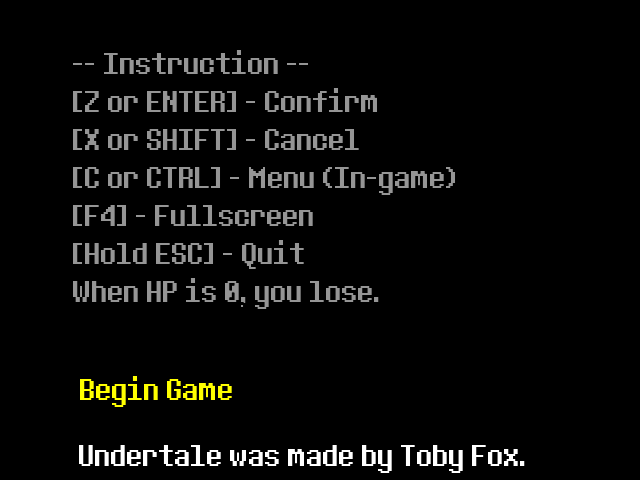 -- Instruction --
[Z or ENTER] - Confirm
[X or SHIFT] - Cancel
[C or CTRL] - Menu (In-game)
[F4] - Fullscreen
[Hold ESC] - Quit
When HP is 0, you lose.
Begin Game
Undertale was made by Toby Fox.